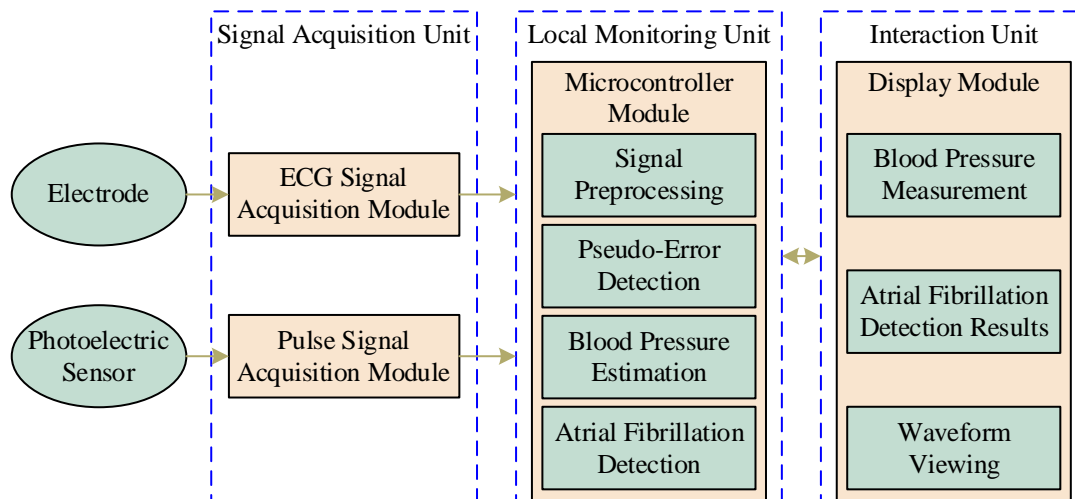 Signal Acquisition Unit
Local Monitoring Unit
Interaction Unit
Electrode
Photoelectric
Sensor
ECG Signal
Acquisition Module
Pulse Signal
Acquisition Module
Microcontroller
Module
Signal
Preprocessing
Pseudo-Error
Detection
Blood Pressure
Estimation
Atrial Fibrillation
Detection
Display Module
Blood Pressure
Measurement
Atrial Fibrillation
Detection Results
Waveform
Viewing